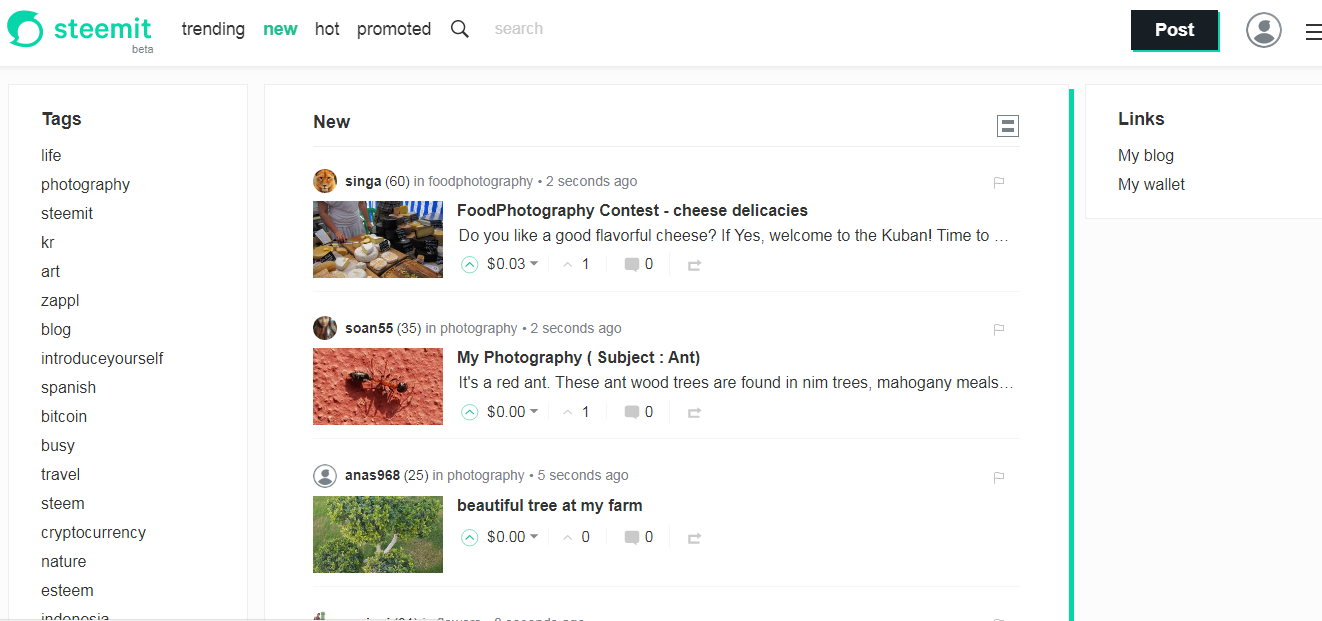 steemit
beta
trending new hot promoted search
Post
Tags
life
photography
steemit
kr
art
zappl
blog
introduceyourself
spanish
bitcoin
busy
travel
steem
cryptocurrency
nature
esteem
indonesia
New
singa (60) in foodphotography • 2 seconds ago
FoodPhotography Contest - cheese delicacies
Do you like a good flavorful cheese? If Yes, welcome to the Kuban! Time to …
$0.03 1 0
soan55 (35) in photography • 2 seconds ago
My Photography ( Subject : Ant)
It's a red ant. These ant wood trees are found in nim trees, mahogany meals…
$0.00 1 0
anas968 (25) in photography • 5 seconds ago
beautiful tree at my farm
$0.00 0 0
Links
My blog
My wallet